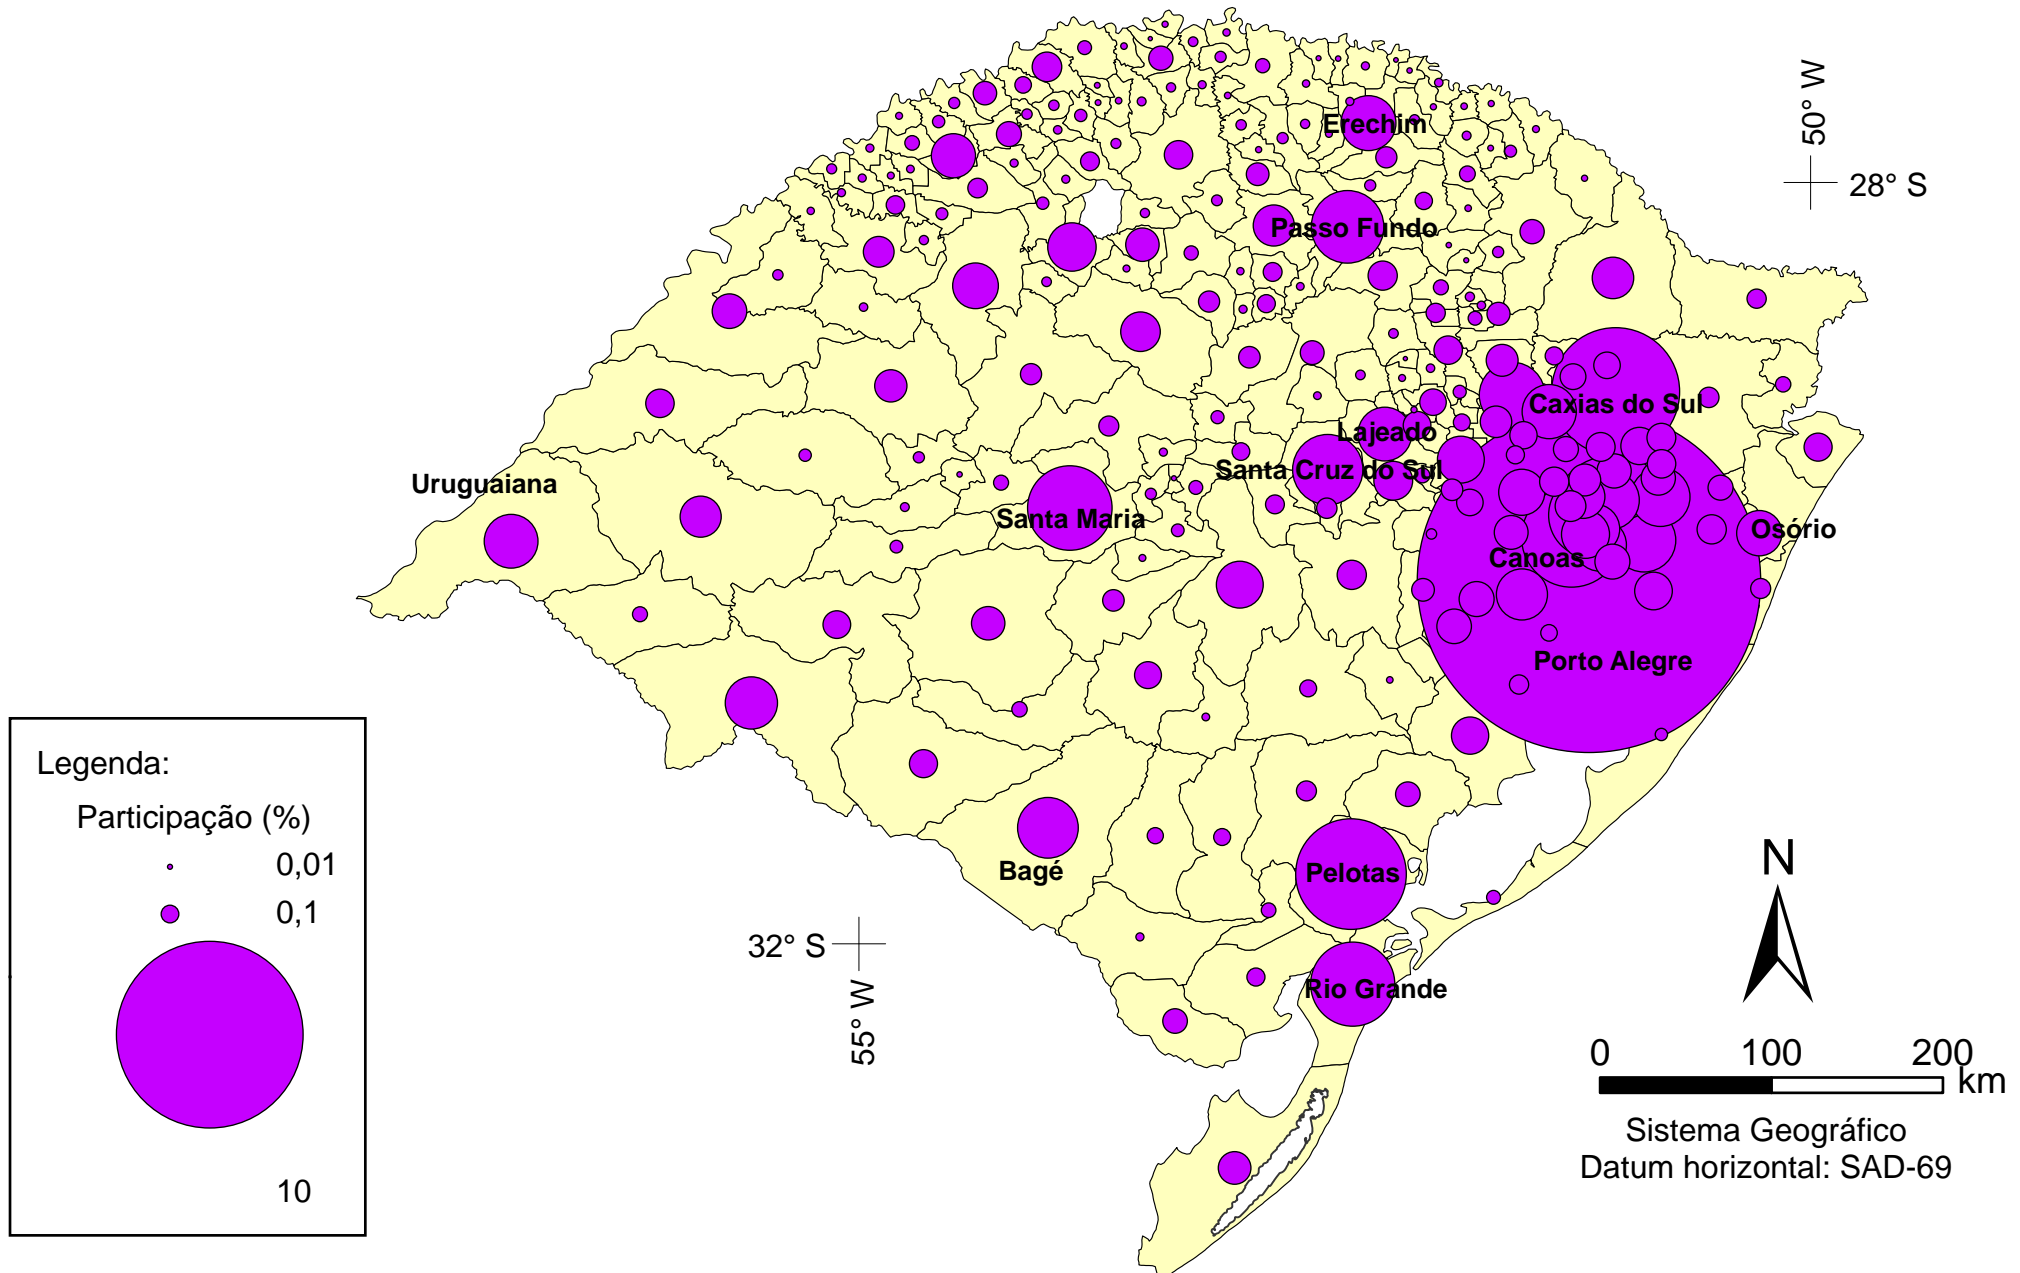 50° W
28° S
Erechim
Passo Fundo
Caxias do Sul
Lajeado
Santa Cruz do Sul
Uruguaiana
Santa Maria
Osório
Canoas
Porto Alegre
Legenda:
Participação (%)
0,01
0,1
10
Bagé
Pelotas
Rio Grande
32° S
55° W
N
0 100 200
km
Sistema Geográfico
Datum horizontal: SAD-69